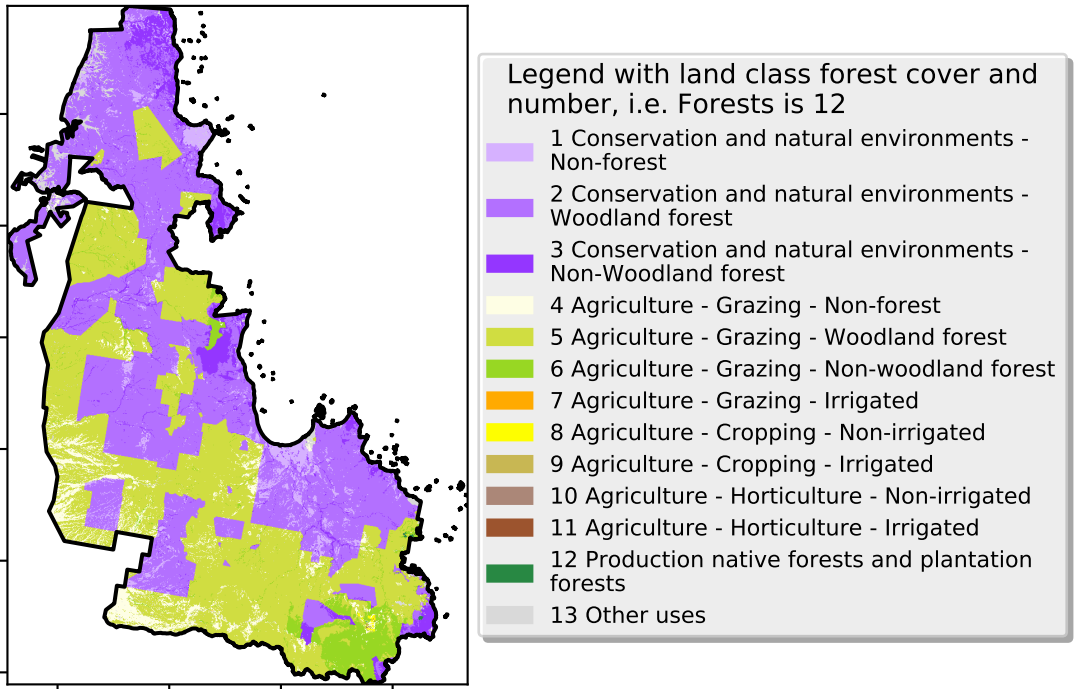 Legend with land class forest cover and
number, i.e. Forests is 12
1 Conservation and natural environments -
Non-forest
2 Conservation and natural environments -
Woodland forest
3 Conservation and natural environments -
Non-Woodland forest
4 Agriculture - Grazing - Non-forest
5 Agriculture - Grazing - Woodland forest
6 Agriculture - Grazing - Non-woodland forest
7 Agriculture - Grazing - Irrigated
8 Agriculture - Cropping - Non-irrigated
9 Agriculture - Cropping - Irrigated
10 Agriculture - Horticulture - Non-irrigated
11 Agriculture - Horticulture - Irrigated
12 Production native forests and plantation
forests
13 Other uses